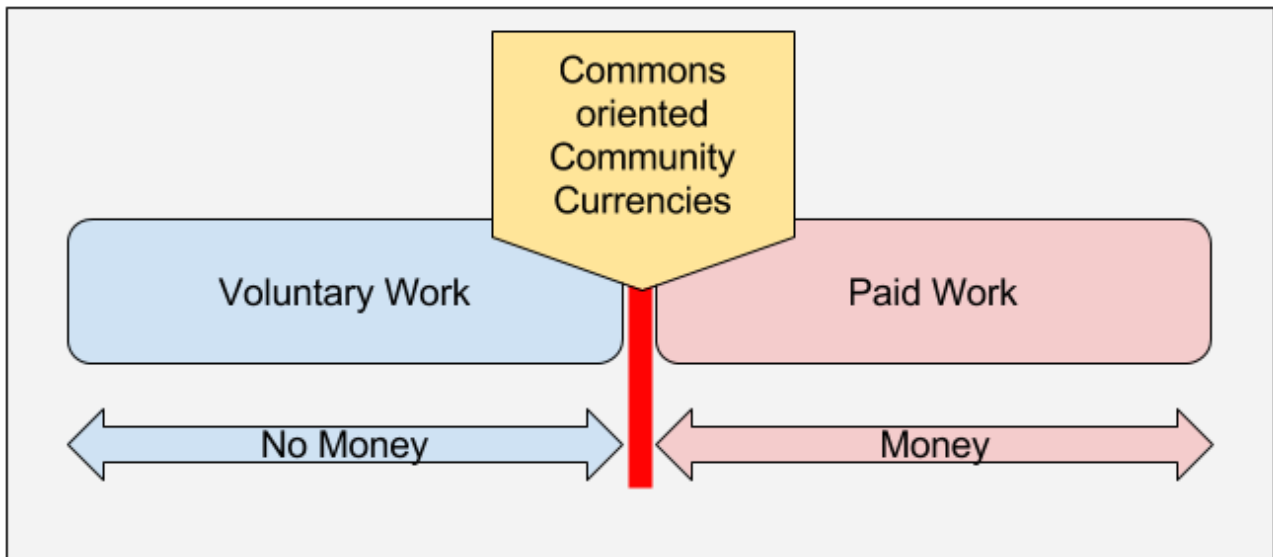 Commons
oriented
Community
Currencies
Voluntary Work
Paid Work
No Money
Money